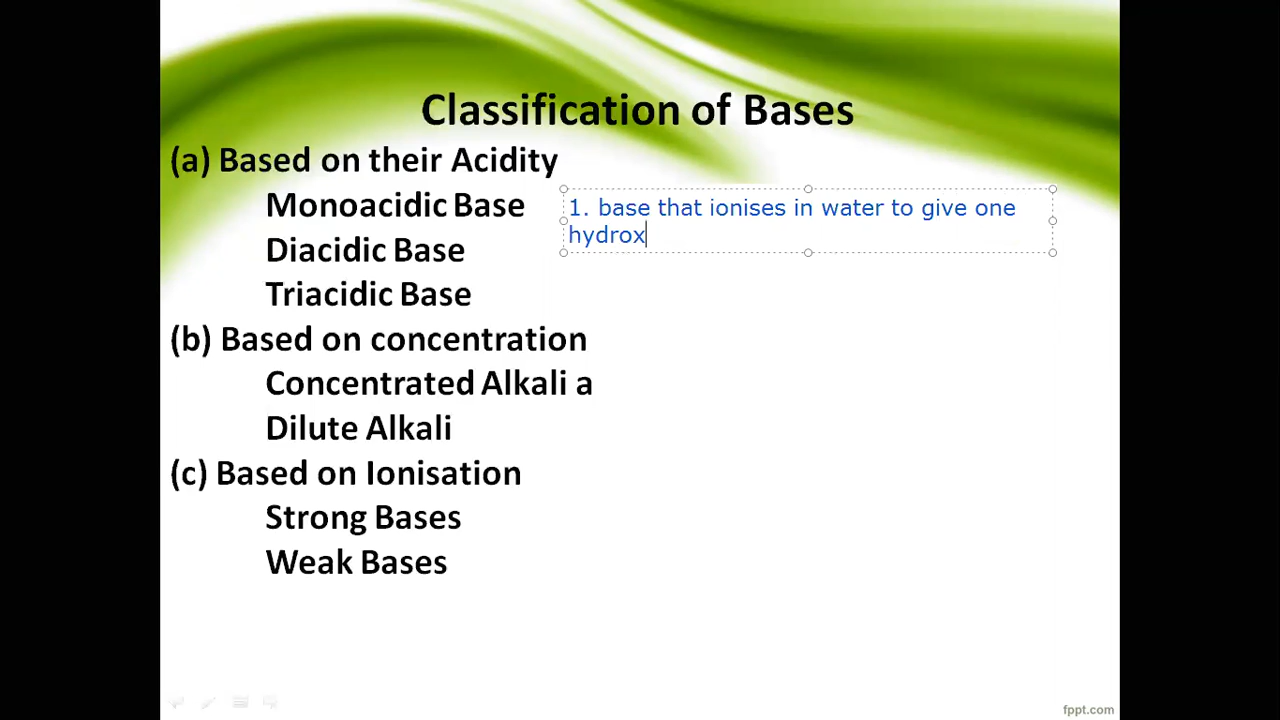 Classification of Bases
(a) Based on their Acidity
Monoacidic Base
1. base that ionises in water to give one
hydrox
Diacidic Base
Triacidic Base
(b) Based on concentration
Concentrated Alkali a
Dilute Alkali
(c) Based on Ionisation
Strong Bases
Weak Bases
fppt.com